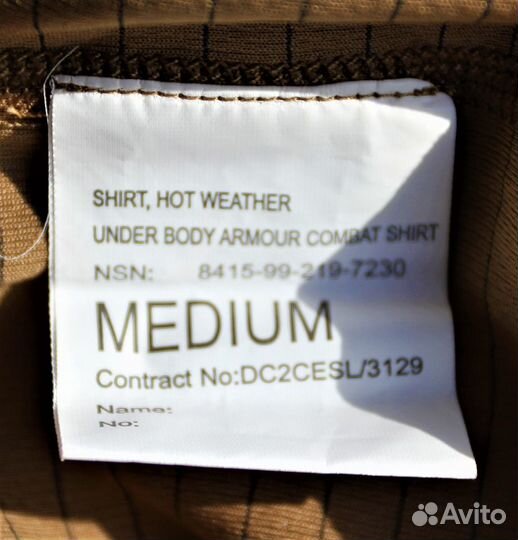 SHIRT, HOT WEATHER
UNDER BODY ARMOUR COMBAT SHIRT
NSN: 8415-99-219-7230
MEDIUM
Contract No:DC2CESL/3129
Name:
No:
Avito